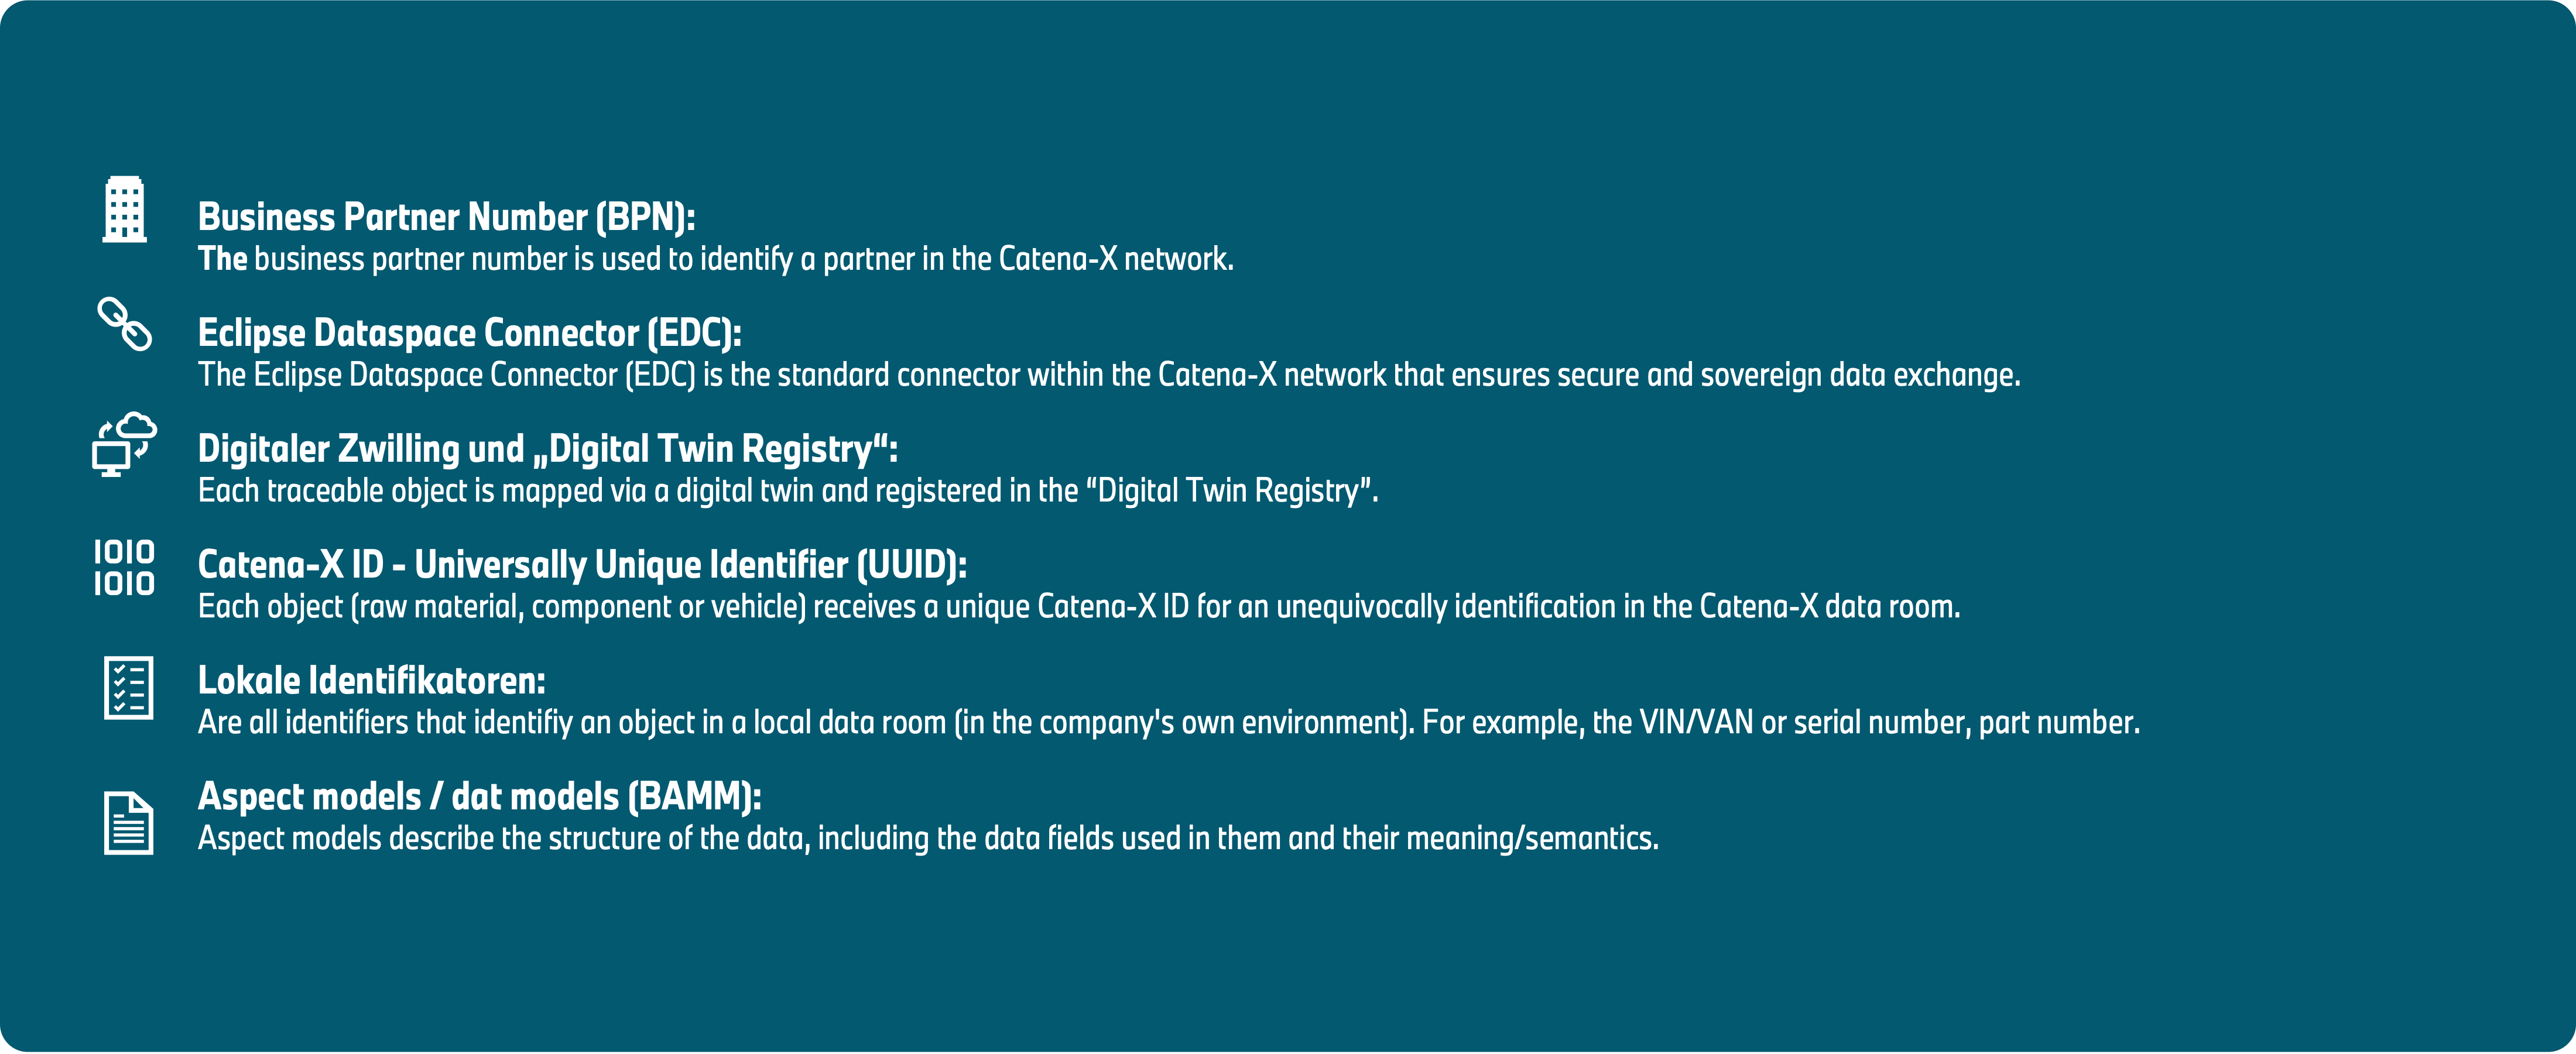 Business Partner Number (BPN):
The business partner number is used to identify a partner in the Catena-X network.
Eclipse Dataspace Connector (EDC):
The Eclipse Dataspace Connector (EDC) is the standard connector within the Catena-X network that ensures secure and sovereign data exchange.
Digitaler Zwilling und „Digital Twin Registry“:
Each traceable object is mapped via a digital twin and registered in the “Digital Twin Registry”.
IOIO
IOIO
Catena-X ID - Universally Unique Identifier (UUID):
Each object (raw material, component or vehicle) receives a unique Catena-X ID for an unequivocally identification in the Catena-X data room.
Lokale Identifikatoren:
Are all identifiers that identifiy an object in a local data room (in the company's own environment). For example, the VIN/VAN or serial number, part number.
Aspect models / dat models (BAMM):
Aspect models describe the structure of the data, including the data fields used in them and their meaning/semantics.